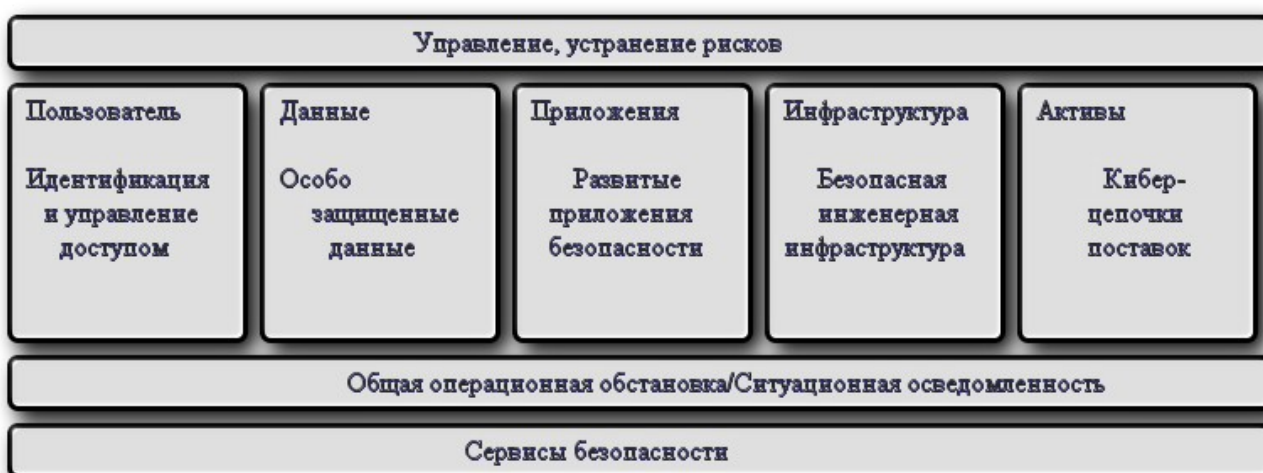 Управление, устранение рисков
Пользователь
Идентификация
и управление
доступом
Данные
Особо
защищенные
данные
Приложения
Развитые
приложения
безопасности
Инфраструктура
Безопасная
инженерная
инфраструктура
Активы
Кибер-
цепочки
поставок
Общая операционная обстановка/Ситуационная осведомленность
Сервисы безопасности